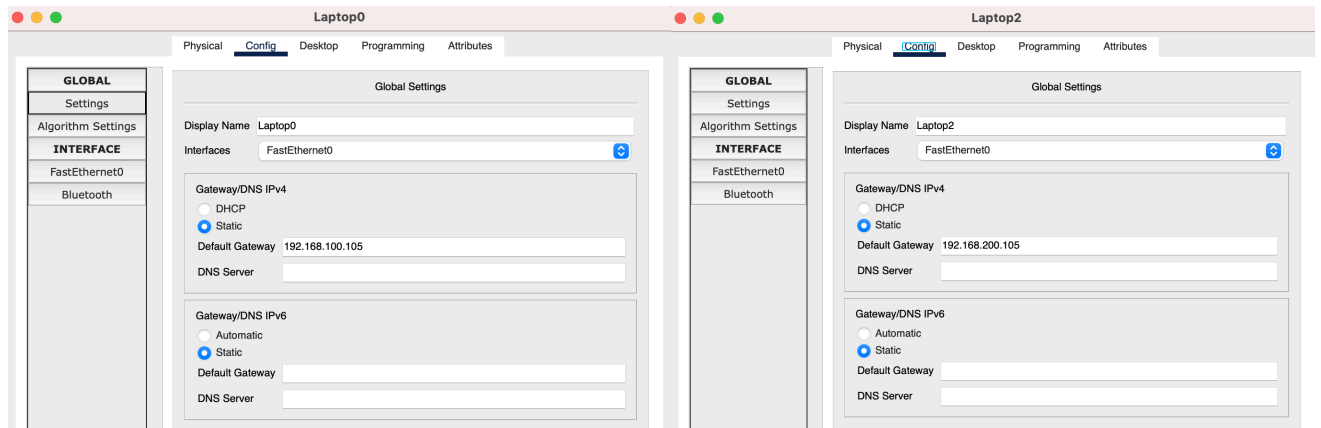 Laptop0
Physical Config Desktop Programming Attributes
GLOBAL
Settings
Algorithm Settings
INTERFACE
FastEthernet0
Bluetooth
Global Settings
Display Name Laptop0
Interfaces FastEthernet0
Gateway/DNS IPv4
DHCP
Static
Default Gateway 192.168.100.105
DNS Server
Gateway/DNS IPv6
Automatic
Static
Default Gateway
DNS Server
Laptop2
Physical Config Desktop Programming Attributes
GLOBAL
Settings
Algorithm Settings
INTERFACE
FastEthernet0
Bluetooth
Global Settings
Display Name Laptop2
Interfaces FastEthernet0
Gateway/DNS IPv4
DHCP
Static
Default Gateway 192.168.200.105
DNS Server
Gateway/DNS IPv6
Automatic
Static
Default Gateway
DNS Server